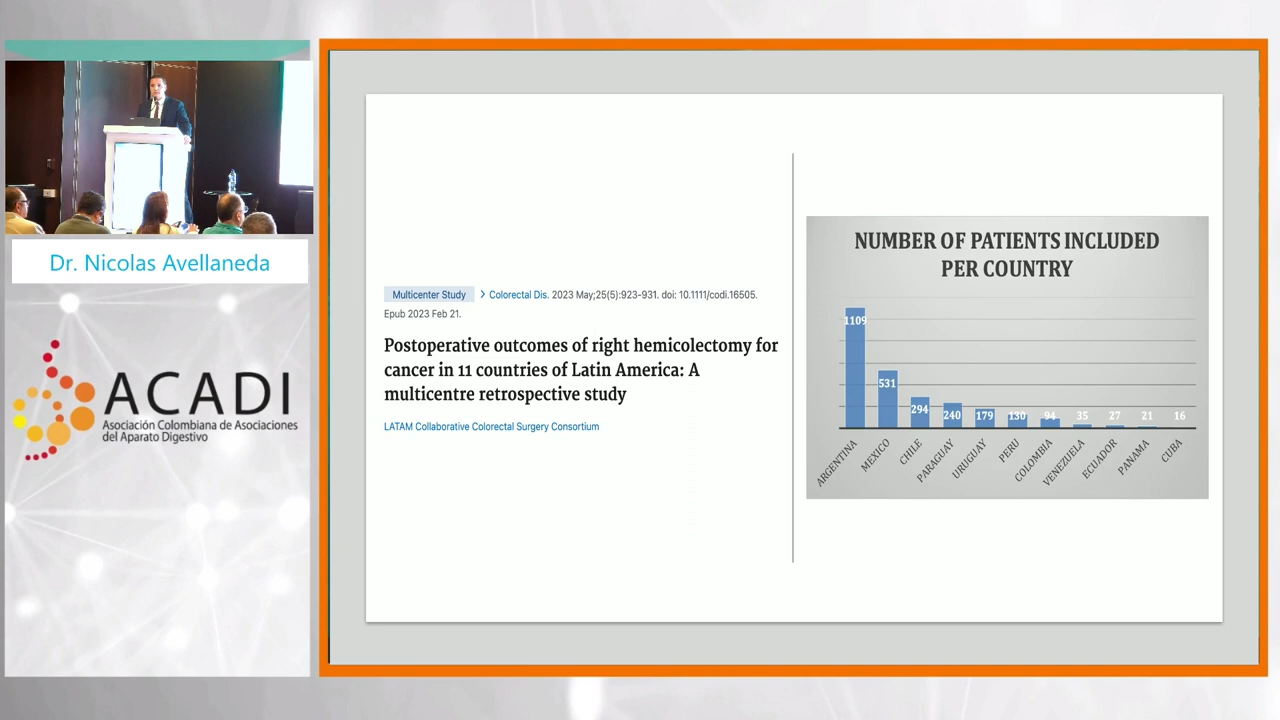 Dr. Nicolas Avellaneda
ACADI
Asociación Colombiana de Asociaciones
del Aparato Digestivo
Multicenter Study > Colorectal Dis. 2023 May;25(5):923-931. doi: 10.1111/codi.16505.
Epub 2023 Feb 21.
Postoperative outcomes of right hemicolectomy for
cancer in 11 countries of Latin America: A
multicentre retrospective study
LATAM Collaborative Colorectal Surgery Consortium
NUMBER OF PATIENTS INCLUDED
PER COUNTRY
1109
531
294
240
179
130
94
35
27
21
16
ARGENTINA
MEXICO
CHILE
PARAGUAY
URUGUAY
PERU
COLOMBIA
VENEZUELA
ECUADOR
PANAMA
CUBA